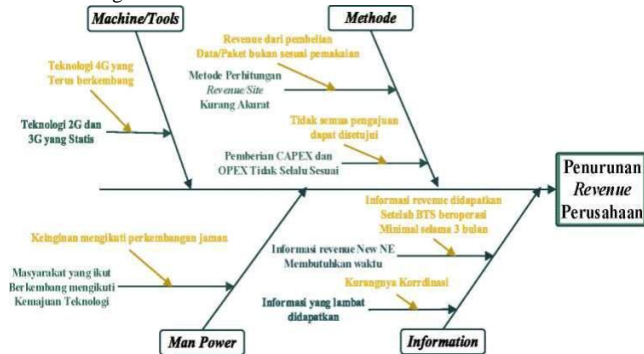 Machine/Tools
Methode
Revenue dari pembelian
Data/Paket bukan sesuai pemakaian
Teknologi 4G yang
Terus berkembang
Metode Perhitungan
Revenue/Site
Kurang Akurat
Teknologi 2G dan
3G yang Statis
Tidak semua pengajuan
dapat disetujui
Pemberian CAPEX dan
OPEX Tidak Selalu Sesuai
Penurunan
Revenue
Perusahaan
Informasi revenue didapatkan
Setelah BTS beroperasi
Minimal selama 3 bulan
Keinginan mengikuti perkembangan jaman
Informasi revenue New NE
Membutuhkan waktu
Masyarakat yang ikut
Berkembang mengikuti
Kemajuan Teknologi
Kurangnya Korrdinasi
Informasi yang lambat
didapatkan
Man Power
Information